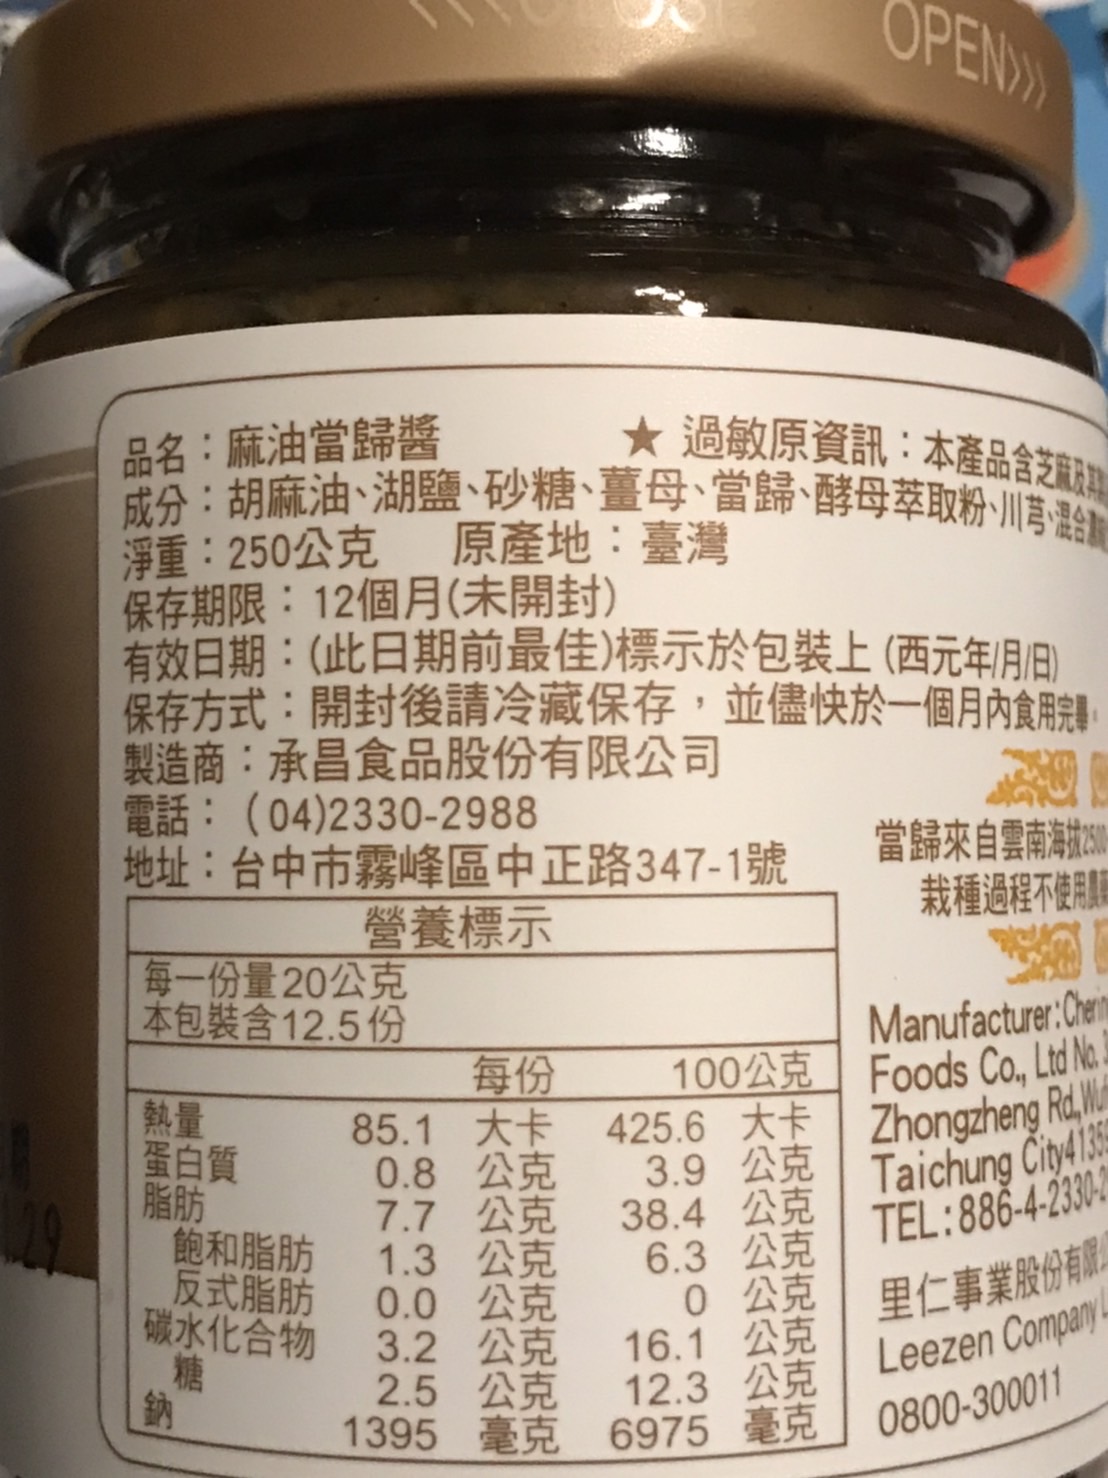 OPEN>>>
品名：麻油當歸醬
★ 過敏原資訊：本產品含芝麻及其
成分：胡麻油、湖鹽、砂糖、薑母、當歸、酵母萃取粉、川芎、混合濃
淨重：250公克 原產地：臺灣
保存期限：12個月(未開封)
有效日期：(此日期前最佳)標示於包裝上 (西元年/月/日)
保存方式：開封後請冷藏保存，並儘快於一個月內食用完畢。
製造商：承昌食品股份有限公司
電話：(04)2330-2988
地址：台中市霧峰區中正路347-1號
當歸來自雲南海拔2500
栽種過程不使用農
營養標示
每一份量20公克
本包裝含12.5份
每份 100公克
熱量 85.1 大卡 425.6 大卡
蛋白質 0.8 公克 3.9 公克
脂肪 7.7 公克 38.4 公克
飽和脂肪 1.3 公克 6.3 公克
反式脂肪 0.0 公克 0 公克
碳水化合物 3.2 公克 16.1 公克
糖 2.5 公克 12.3 公克
鈉 1395 毫克 6975 毫克
Manufacturer:
Foods Co., Ltd No.
Zhongzheng Rd.,
Taichung City
TEL:886-4-2330-
里仁事業股份有限
Leezen Company
0800-300011